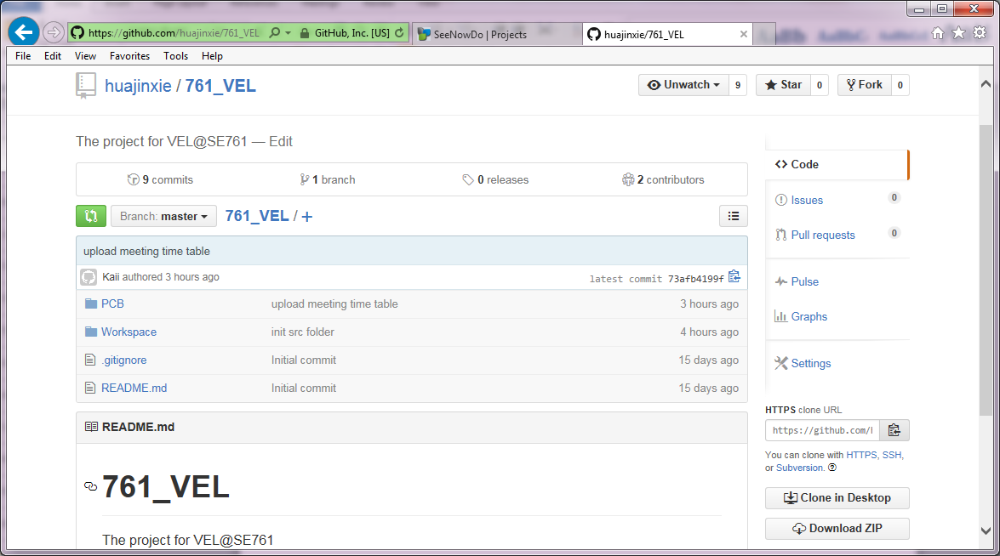 https://github.com/huajinxie/761_VEL GitHub, Inc. [US] SeeNowDo | Projects huajinxie/761_VEL
File Edit View Favorites Tools Help
huajinxie / 761_VEL Unwatch 9 Star 0 Fork 0
The project for VEL@SE761 — Edit
9 commits 1 branch 0 releases 2 contributors
Branch: master 761_VEL / +
upload meeting time table
Kaii authored 3 hours ago latest commit 73afb4199f
PCB upload meeting time table 3 hours ago
Workspace init src folder 4 hours ago
.gitignore Initial commit 15 days ago
README.md Initial commit 15 days ago
README.md
761_VEL
The project for VEL@SE761
Code
Issues 0
Pull requests 0
Pulse
Graphs
Settings
HTTPS clone URL
https://github.com/
You can clone with HTTPS, SSH,
or Subversion.
Clone in Desktop
Download ZIP